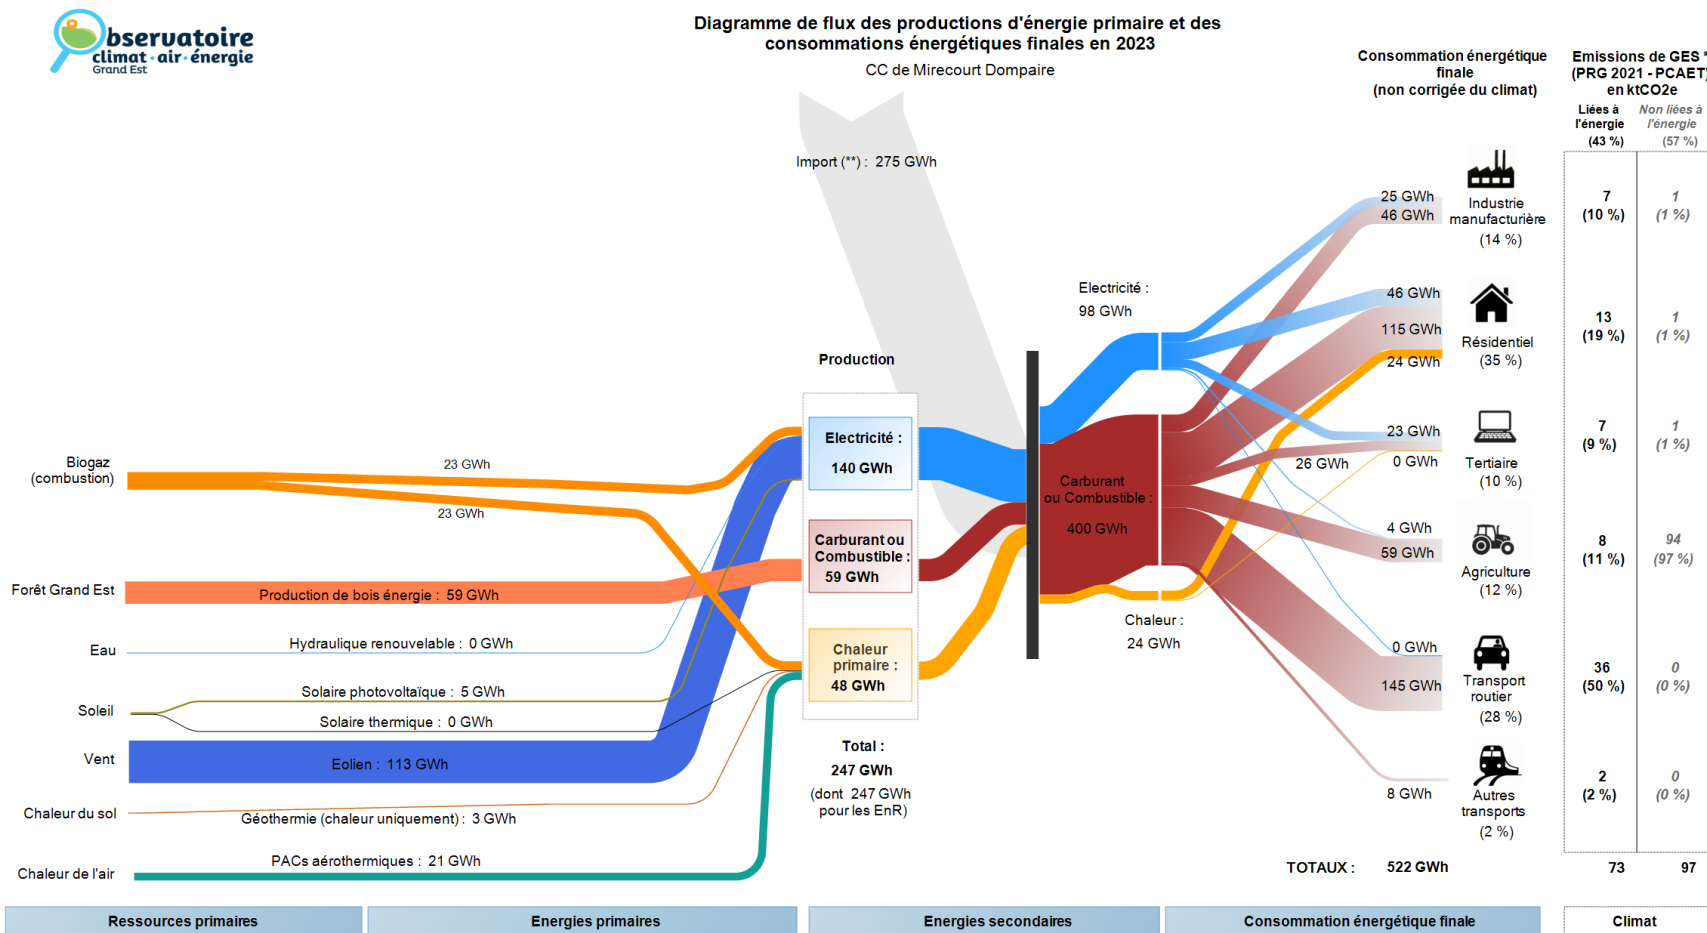 Observatoire
climat · air · énergie
Grand Est
Diagramme de flux des productions d'énergie primaire et des
consommations énergétiques finales en 2023
CC de Mirecourt Dompaire
Consommation énergétique
finale
(non corrigée du climat)
Emissions de GES *
(PRG 2021 - PCAET)
en ktCO2e
Liées à
l'énergie
(43 %)
Non liées à
l'énergie
(57 %)
Import (**) : 275 GWh
25 GWh
46 GWh
Industrie
manufacturière
(14 %)
7
(10 %)
1
(1 %)
Electricité :
98 GWh
46 GWh
115 GWh
24 GWh
Résidentiel
(35 %)
13
(19 %)
1
(1 %)
Production
Electricité :
140 GWh
23 GWh
26 GWh
0 GWh
Tertiaire
(10 %)
7
(9 %)
1
(1 %)
Biogaz
(combustion)
23 GWh
23 GWh
Carburant
ou Combustible :
400 GWh
4 GWh
59 GWh
Agriculture
(12 %)
8
(11 %)
94
(97 %)
Carburant ou
Combustible :
59 GWh
Forêt Grand Est
Production de bois énergie : 59 GWh
Chaleur :
24 GWh
Eau
Hydraulique renouvelable : 0 GWh
Chaleur
primaire :
48 GWh
0 GWh
145 GWh
Transport
routier
(28 %)
36
(50 %)
0
(0 %)
Soleil
Solaire photovoltaïque : 5 GWh
Solaire thermique : 0 GWh
Vent
Eolien : 113 GWh
Total :
247 GWh
(dont 247 GWh
pour les EnR)
8 GWh
Autres
transports
(2 %)
2
(2 %)
0
(0 %)
Chaleur du sol
Géothermie (chaleur uniquement) : 3 GWh
Chaleur de l'air
PACs aérothermiques : 21 GWh
TOTAUX : 522 GWh
73
97
Ressources primaires
Energies primaires
Energies secondaires
Consommation énergétique finale
Climat